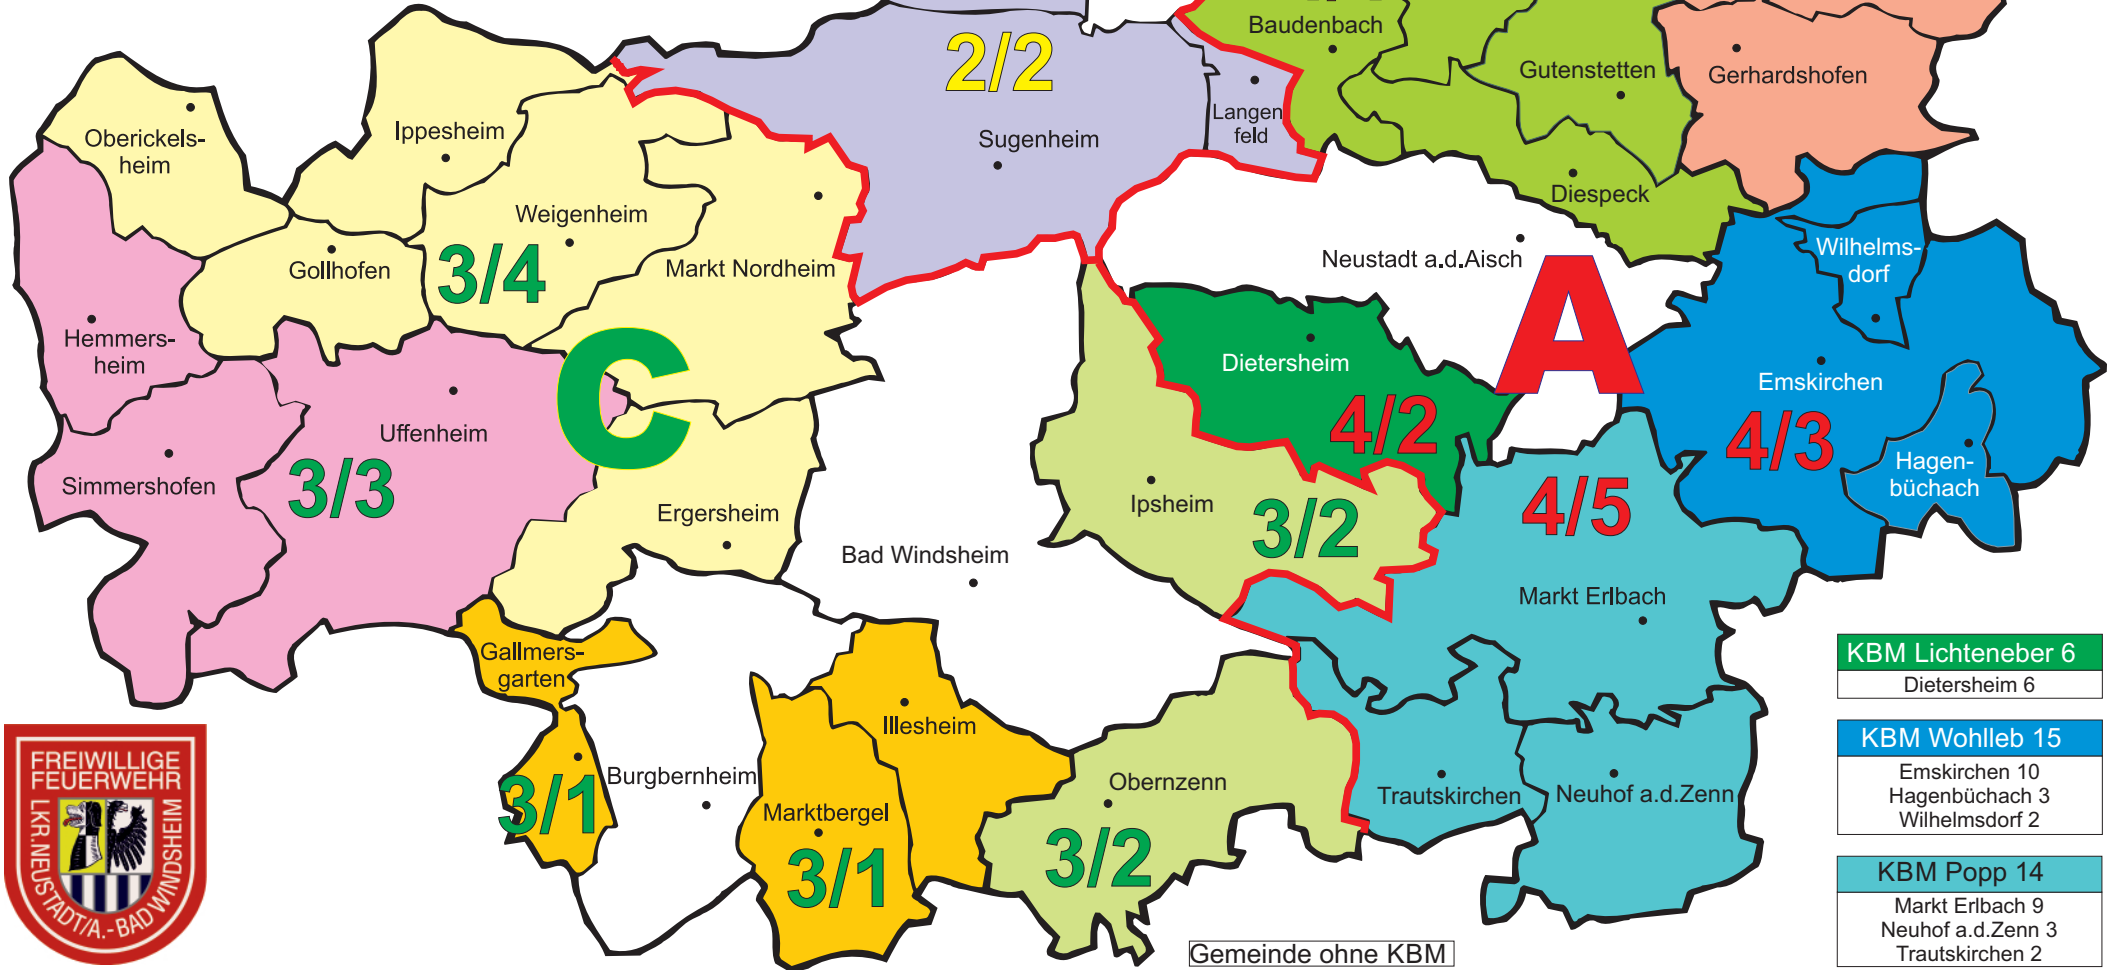 Baudenbach
2/2
Gutenstetten
Gerhardshofen
Langen
feld
Oberickels-
heim
Ippesheim
Sugenheim
Diespeck
Weigenheim
Wilhelms-
dorf
Gollhofen
3/4
Markt Nordheim
Neustadt a.d.Aisch
A
Hemmers-
heim
C
Dietersheim
Emskirchen
Uffenheim
4/2
4/3
Simmershofen
3/3
Hagen-
büchach
Ipsheim
3/2
4/5
Ergersheim
Bad Windsheim
Markt Erlbach
Gallmers-
garten
KBM Lichteneber 6
Dietersheim 6
Illesheim
KBM Wohlleb 15
Emskirchen 10
Hagenbüchach 3
Wilhelmsdorf 2
FREIWILLIGE
FEUERWEHR
LKR.NEUSTADT/A.-BAD WINDSHEIM
3/1
Burgbernheim
Marktbergel
3/1
Obernzenn
3/2
Trautskirchen
Neuhof a.d.Zenn
KBM Popp 14
Markt Erlbach 9
Neuhof a.d.Zenn 3
Trautskirchen 2
Gemeinde ohne KBM